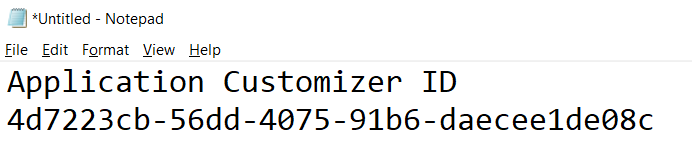 *Untitled - Notepad
File Edit Format View Help
Application Customizer ID
4d7223cb-56dd-4075-91b6-daecee1de08c